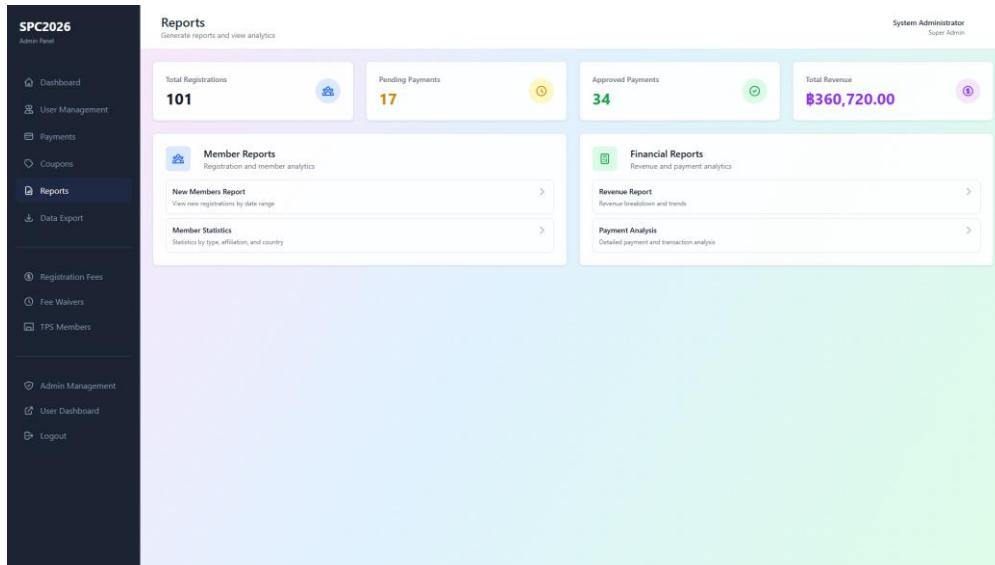 SPC2026
Admin Panel
Dashboard
User Management
Payments
Coupons
Reports
Data Export
Registration Fees
Fee Waivers
TPS Members
Admin Management
User Dashboard
Logout
Reports
Generate reports and view analytics
System Administrator
Super Admin
Total Registrations
101
Pending Payments
17
Approved Payments
34
Total Revenue
฿360,720.00
Member Reports
Registration and member analytics
New Members Report
View new registrations by date range
Member Statistics
Statistics by type, affiliation, and country
Financial Reports
Revenue and payment analytics
Revenue Report
Revenue breakdown and trends
Payment Analysis
Detailed payment and transaction analysis